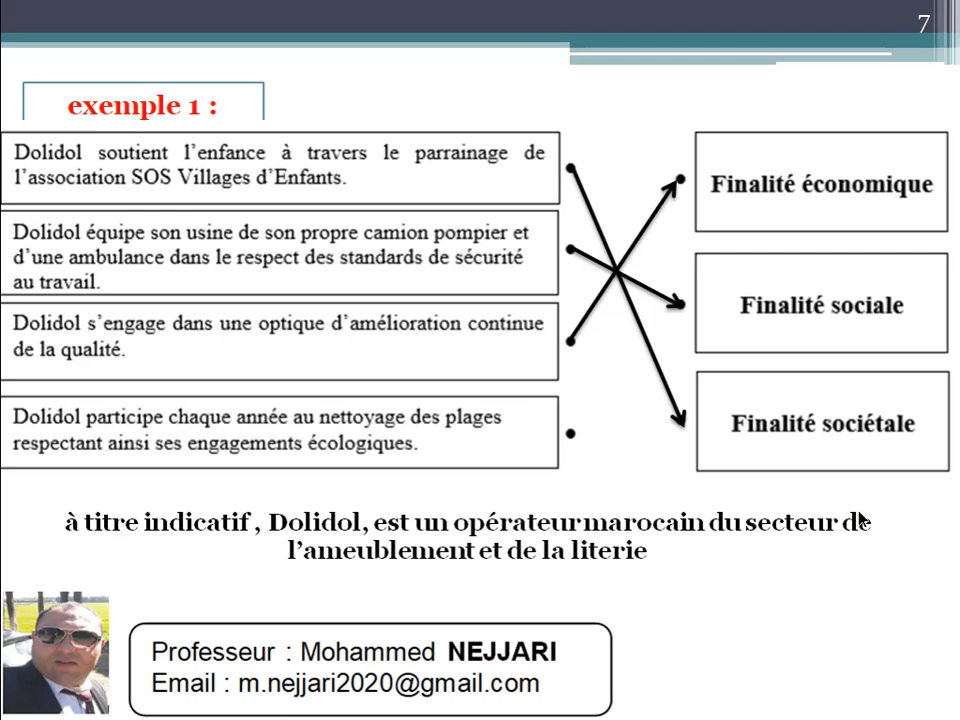 7
exemple 1 :
Dolidol soutient l'enfance à travers le parrainage de
l'association SOS Villages d'Enfants.
Dolidol équipe son usine de son propre camion pompier et
d'une ambulance dans le respect des standards de sécurité
au travail.
Dolidol s'engage dans une optique d'amélioration continue
de la qualité.
Dolidol participe chaque année au nettoyage des plages
respectant ainsi ses engagements écologiques.
Finalité économique
Finalité sociale
Finalité sociétale
à titre indicatif , Dolidol, est un opérateur marocain du secteur de
l'ameublement et de la literie
Professeur : Mohammed NEJJARI
Email : m.nejjari2020@gmail.com